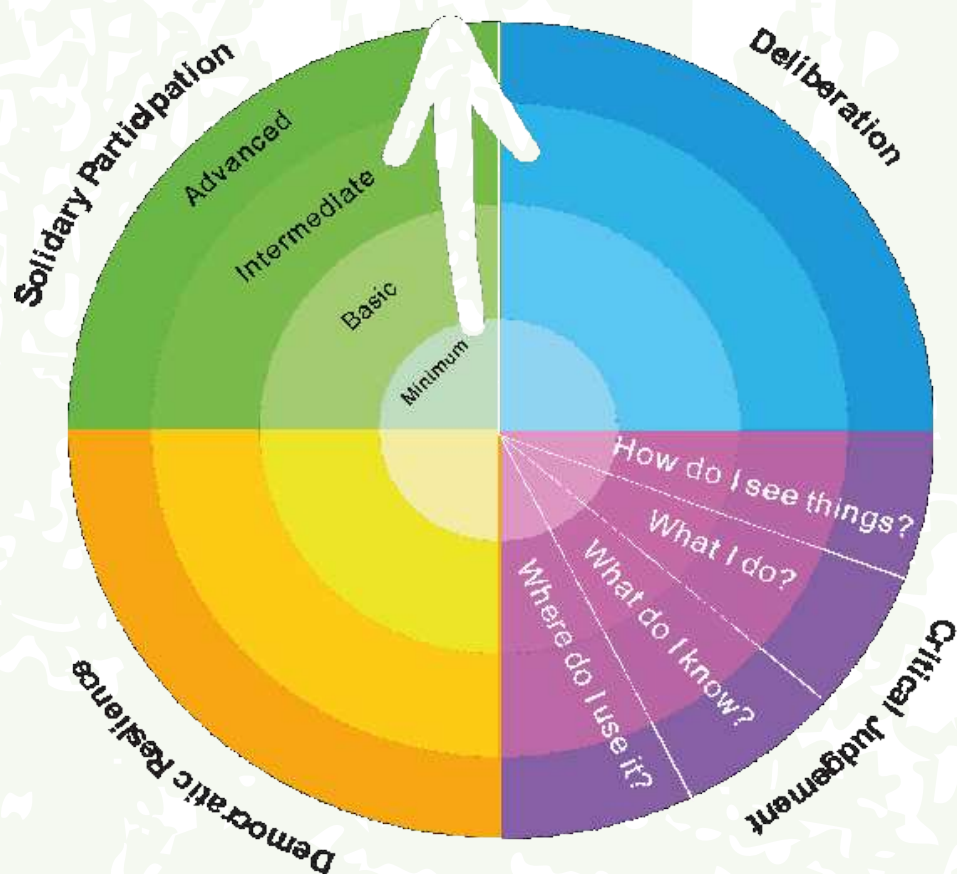 Solidary Participation
Deliberation
Advanced
Intermediate
Basic
Minimum
How do I see things?
What I do?
What do I know?
Where do I use it?
Democratic Reslience
Critical Judgement